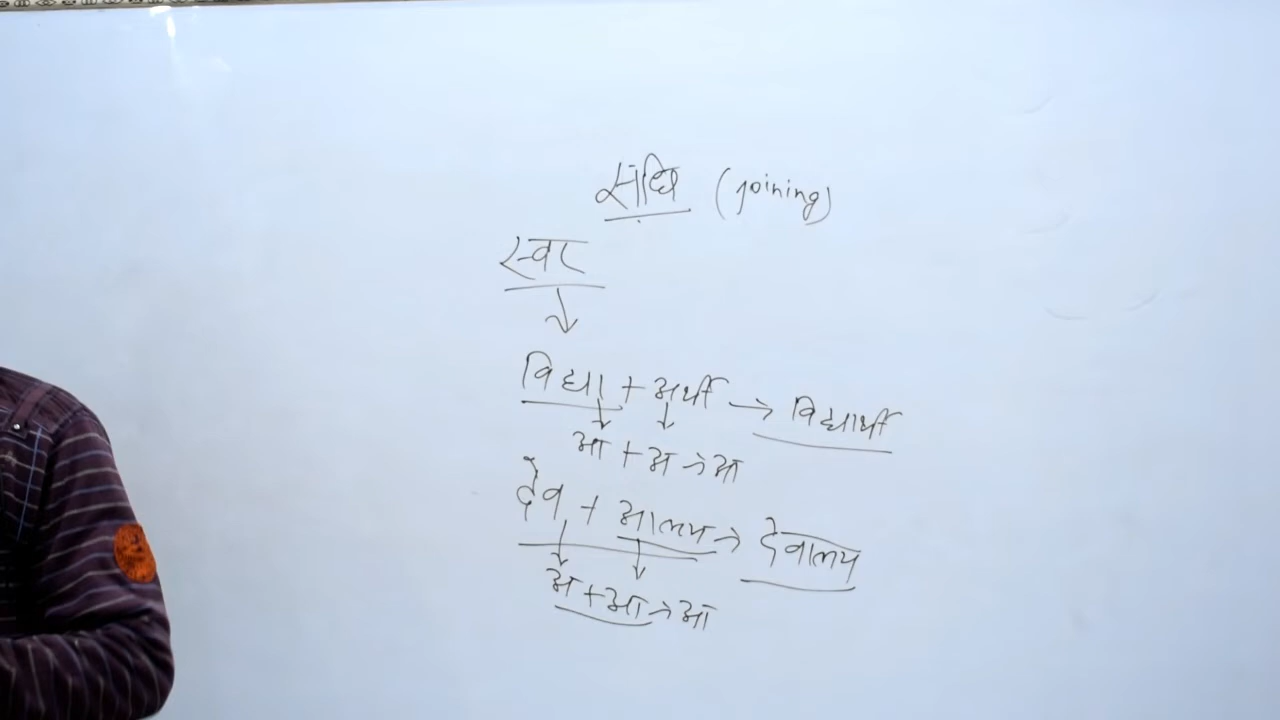 संधि (joining)
स्वर
विद्या + अर्थी → विद्यार्थी
आ + अ → आ
देव + आलय → देवालय
अ + आ → आ